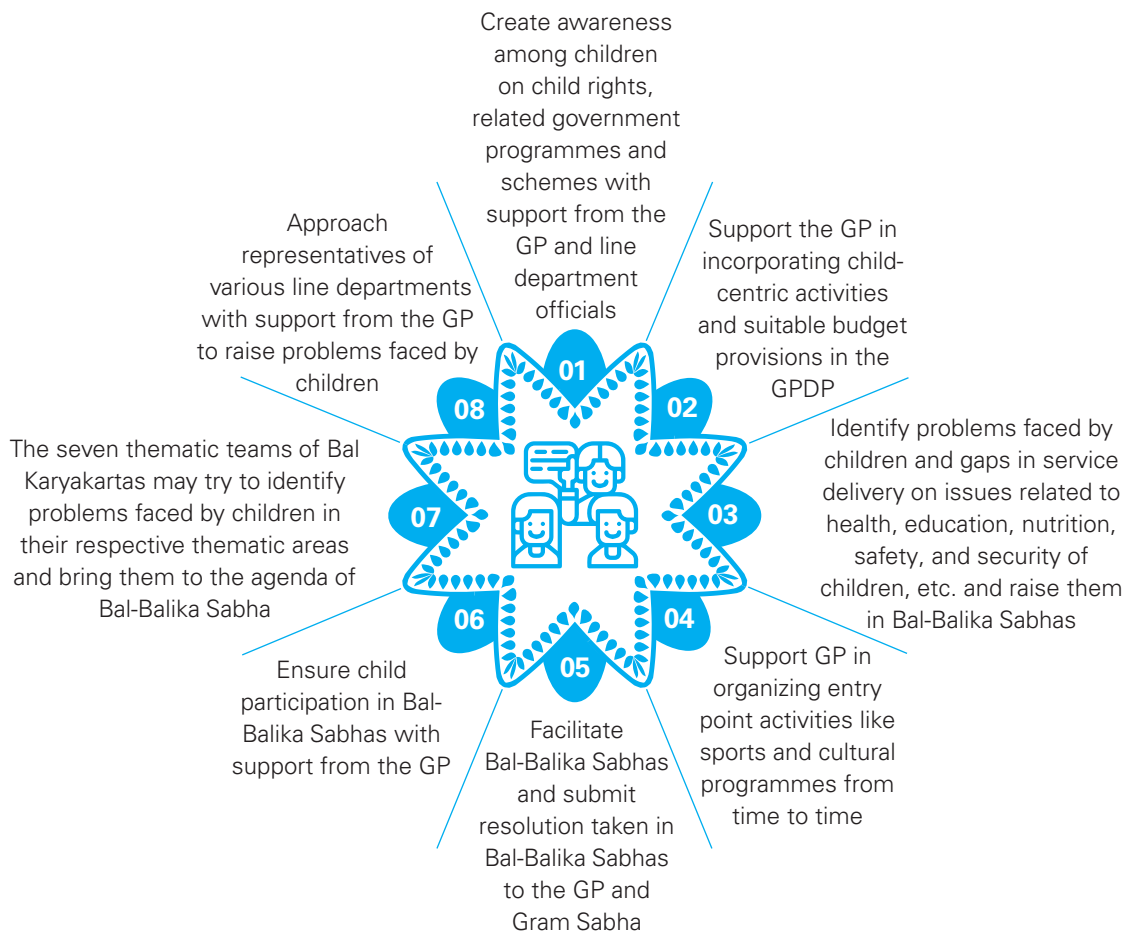 Create awareness
among children
on child rights,
related government
programmes and
schemes with
support from the
GP and line
department
officials
01
Support the GP in
incorporating child-
centric activities
and suitable budget
provisions in the
GPDP
02
Identify problems faced by
children and gaps in service
delivery on issues related to
health, education, nutrition,
safety, and security of
children, etc. and raise them
in Bal-Balika Sabhas
03
Support GP in
organizing entry
point activities like
sports and cultural
programmes from
time to time
04
Facilitate
Bal-Balika Sabhas
and submit
resolution taken in
Bal-Balika Sabhas
to the GP and
Gram Sabha
05
Ensure child
participation in Bal-
Balika Sabhas with
support from the GP
06
The seven thematic teams of Bal
Karyakartas may try to identify
problems faced by children in
their respective thematic areas
and bring them to the agenda of
Bal-Balika Sabha
07
Approach
representatives of
various line departments
with support from the GP
to raise problems faced by
children
08